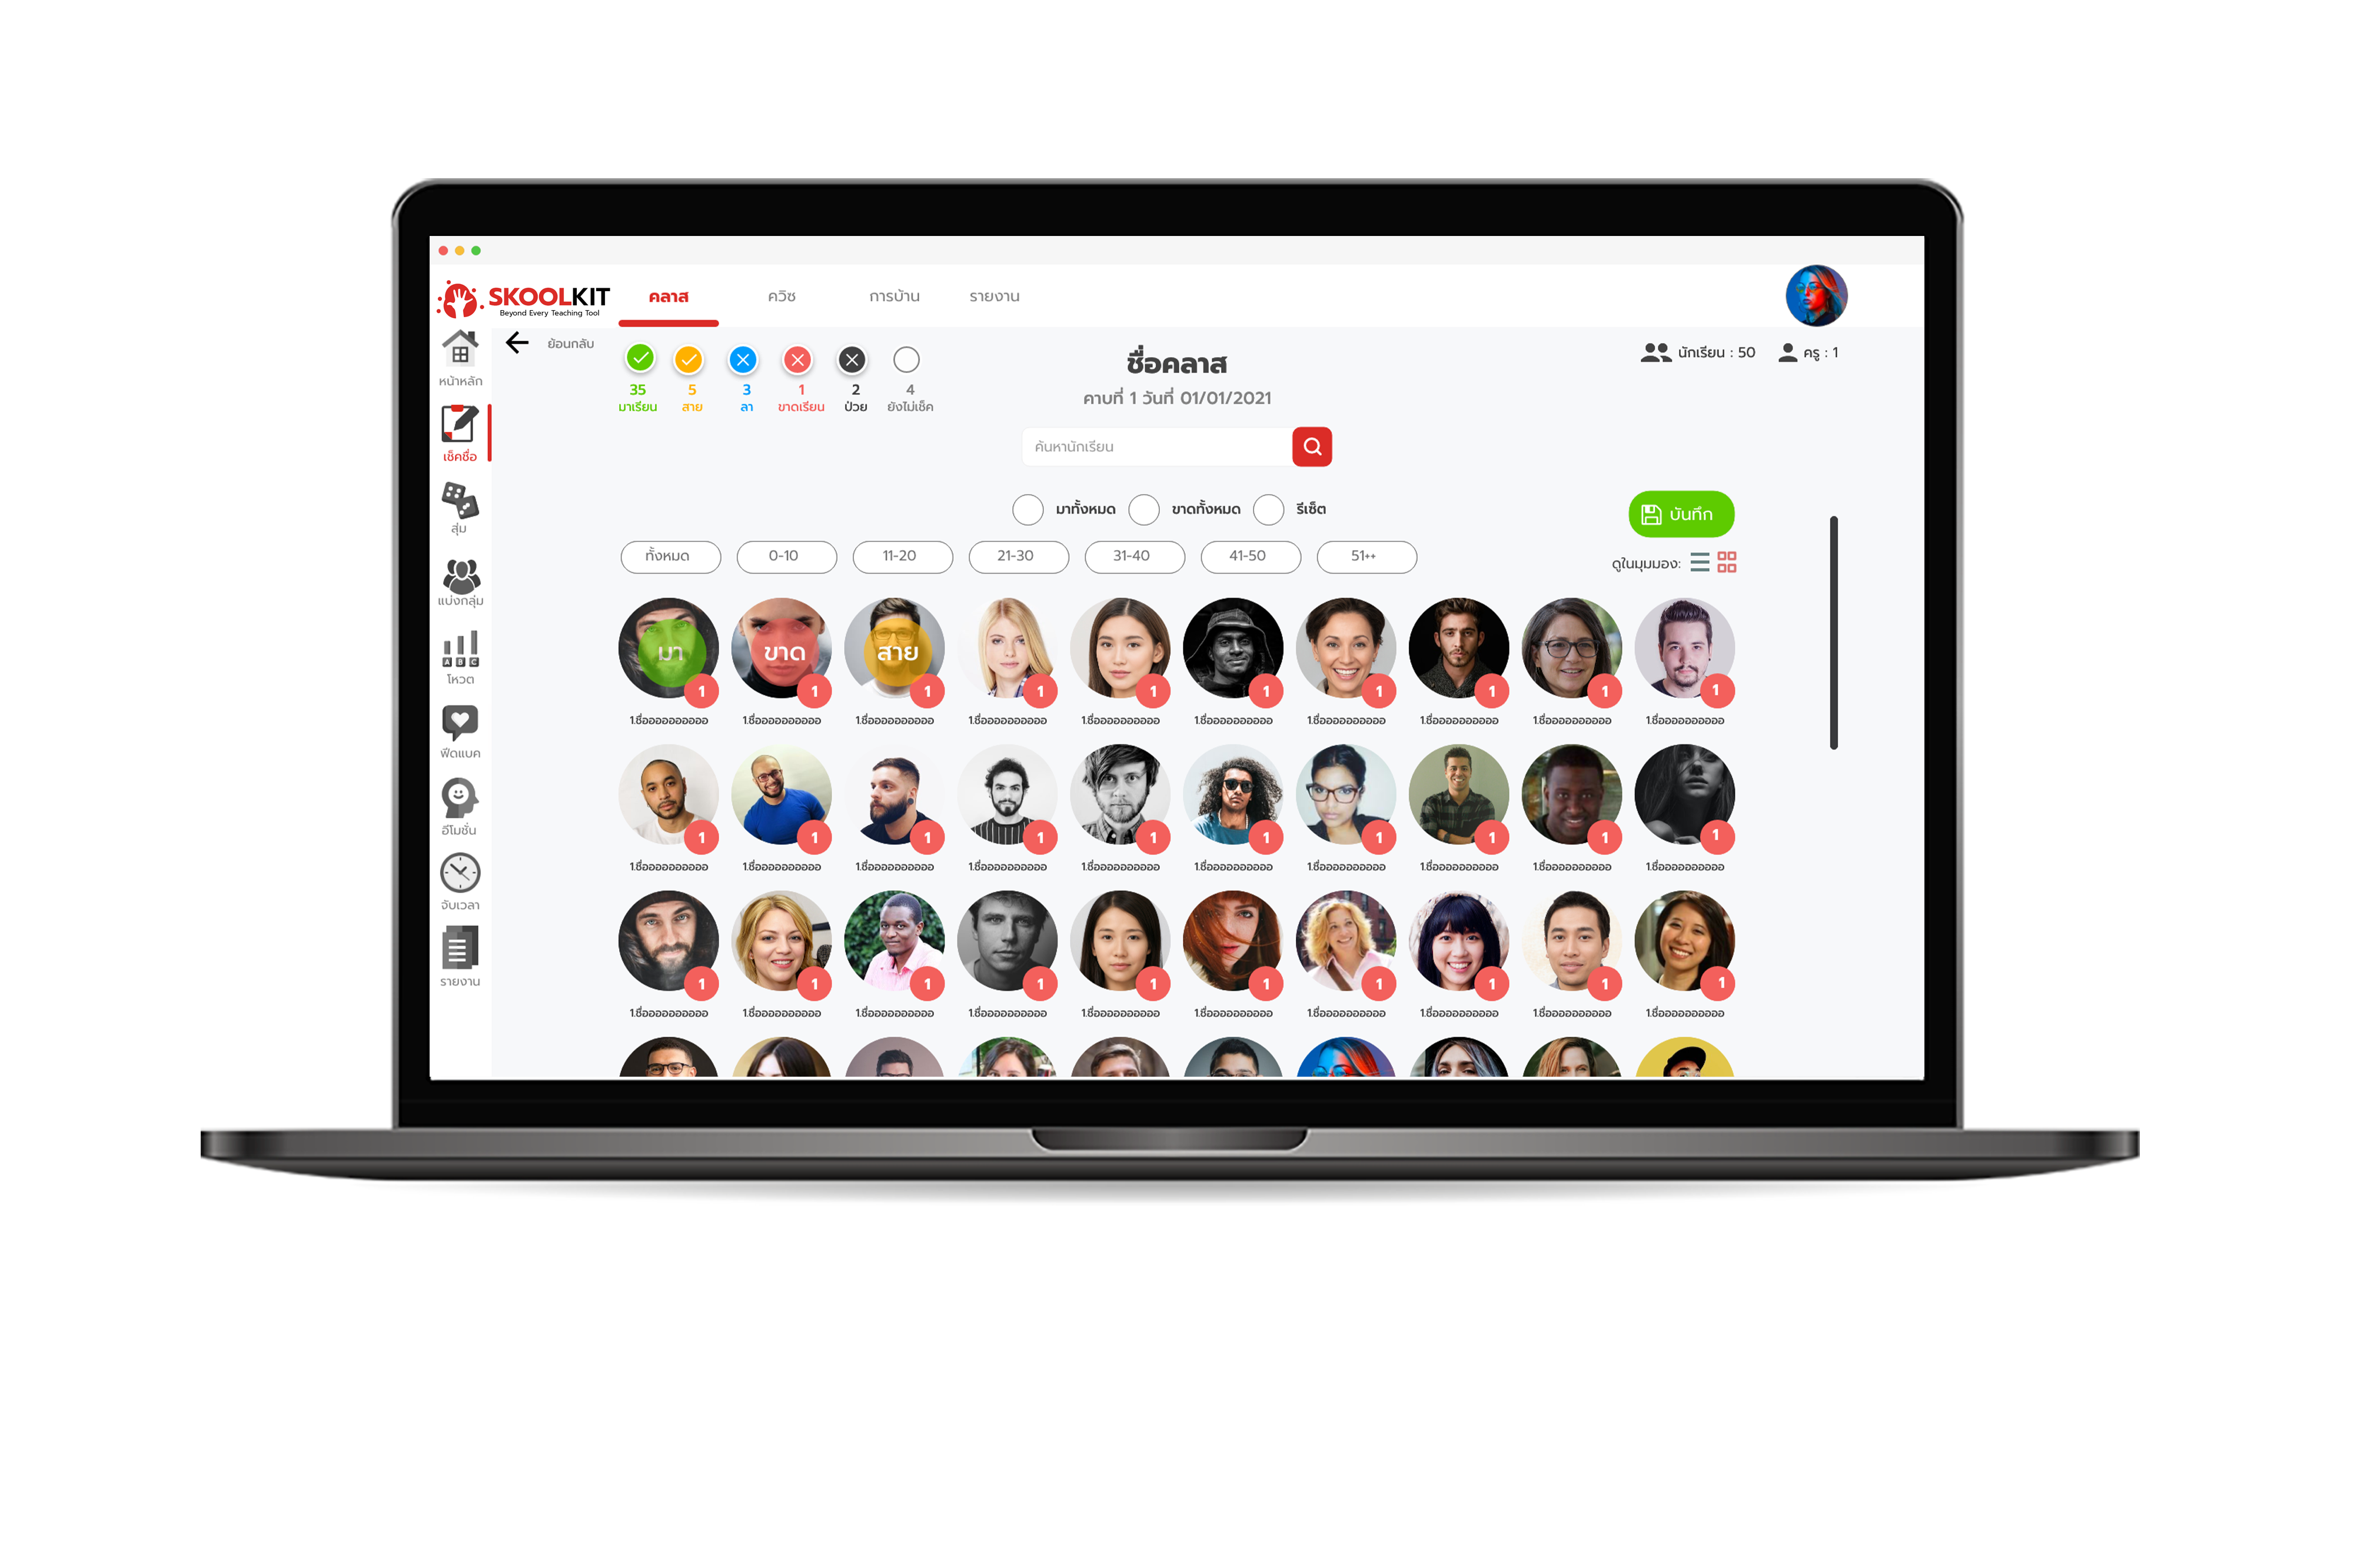 SKOOLKIT
Beyond Every Teaching Tool
คลาส ควิซ การบ้าน รายงาน
ย้อนกลับ
หน้าหลัก
เช็คชื่อ
สุ่ม
แบ่งกลุ่ม
A B C
โหวต
ฟีดแบค
อีโมชั่น
จับเวลา
รายงาน
35 5 3 1 2 4
มาเรียน สาย ลา ขาดเรียน ป่วย ยังไม่เช็ค
ชื่อคลาส
คาบที่ 1 วันที่ 01/01/2021
นักเรียน : 50 ครู : 1
ค้นหานักเรียน
มาทั้งหมด ขาดทั้งหมด รีเซ็ต
บันทึก
ทั้งหมด 0-10 11-20 21-30 31-40 41-50 51++
ดูในมุมมอง:
มา ขาด สาย
1 1 1 1 1 1 1 1 1 1
1.ชื่อออออออออออ 1.ชื่อออออออออออ 1.ชื่อออออออออออ 1.ชื่อออออออออออ 1.ชื่อออออออออออ 1.ชื่อออออออออออ 1.ชื่อออออออออออ 1.ชื่อออออออออออ 1.ชื่อออออออออออ 1.ชื่อออออออออออ
1 1 1 1 1 1 1 1 1 1
1.ชื่อออออออออออ 1.ชื่อออออออออออ 1.ชื่อออออออออออ 1.ชื่อออออออออออ 1.ชื่อออออออออออ 1.ชื่อออออออออออ 1.ชื่อออออออออออ 1.ชื่อออออออออออ 1.ชื่อออออออออออ 1.ชื่อออออออออออ
1 1 1 1 1 1 1 1 1 1
1.ชื่อออออออออออ 1.ชื่อออออออออออ 1.ชื่อออออออออออ 1.ชื่อออออออออออ 1.ชื่อออออออออออ 1.ชื่อออออออออออ 1.ชื่อออออออออออ 1.ชื่อออออออออออ 1.ชื่อออออออออออ 1.ชื่อออออออออออ